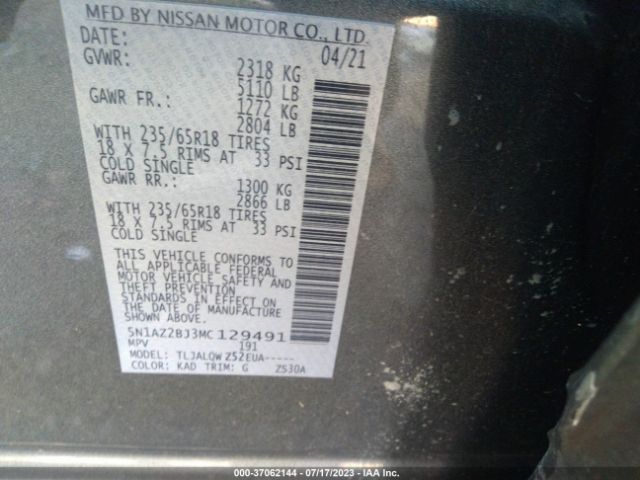 MFD BY NISSAN MOTOR CO., LTD.
DATE: 04/21
GVWR: 2318 KG
5110 LB
GAWR FR.: 1272 KG
2804 LB
WITH 235/65R18 TIRES
18 X 7.5 RIMS AT 33 PSI
COLD SINGLE
GAWR RR.: 1300 KG
2866 LB
WITH 235/65R18 TIRES
18 X 7.5 RIMS AT 33 PSI
COLD SINGLE
THIS VEHICLE CONFORMS TO
ALL APPLICABLE FEDERAL
MOTOR VEHICLE SAFETY AND
THEFT PREVENTION
STANDARDS IN EFFECT ON
THE DATE OF MANUFACTURE
SHOWN ABOVE.
5N1AZ2BJ3MC129491
MPV 191
MODEL: TLJALQWZ52EUA-----
COLOR: KAD TRIM: G Z530A
000-37062144 - 07/17/2023 - IAA Inc.